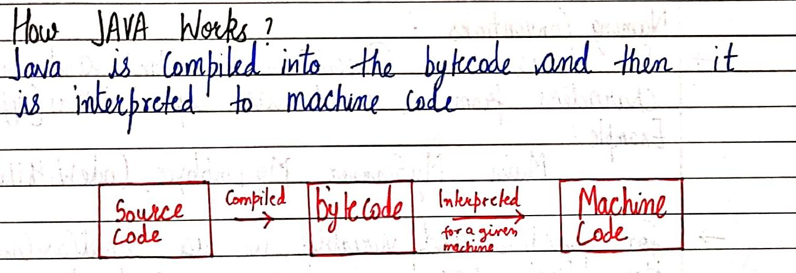 How JAVA Works?
Java is Compiled into the bytecode and then it
is interpreted to machine code
Source Code
Compiled
bytecode
Interpreted
for a given machine
Machine Code